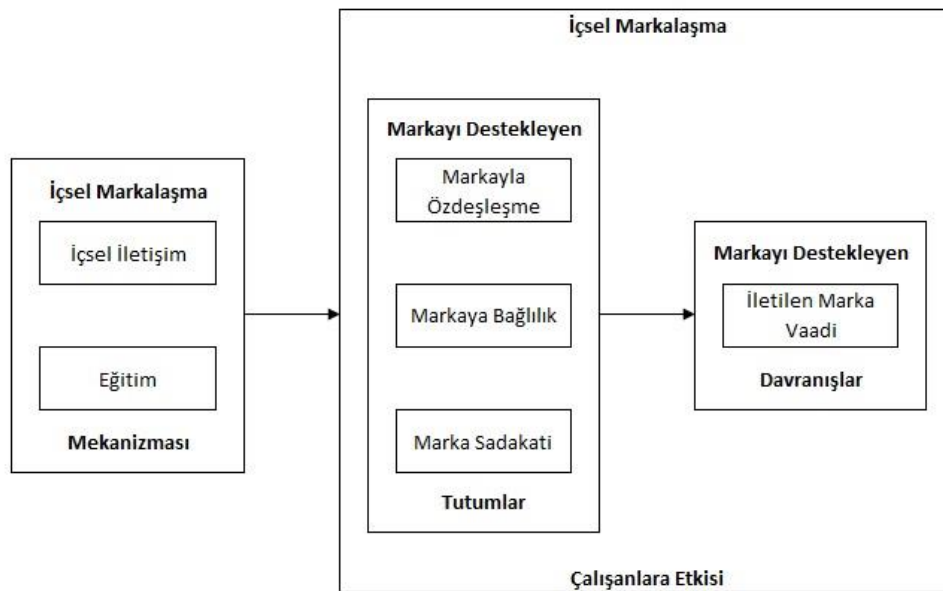 İçsel Markalaşma
İçsel İletişim
Eğitim
Mekanizması
İçsel Markalaşma
Markayı Destekleyen
Markayla
Özdeşleşme
Markaya Bağlılık
Marka Sadakati
Tutumlar
Markayı Destekleyen
İletilen Marka
Vaadi
Davranışlar
Çalışanlara Etkisi